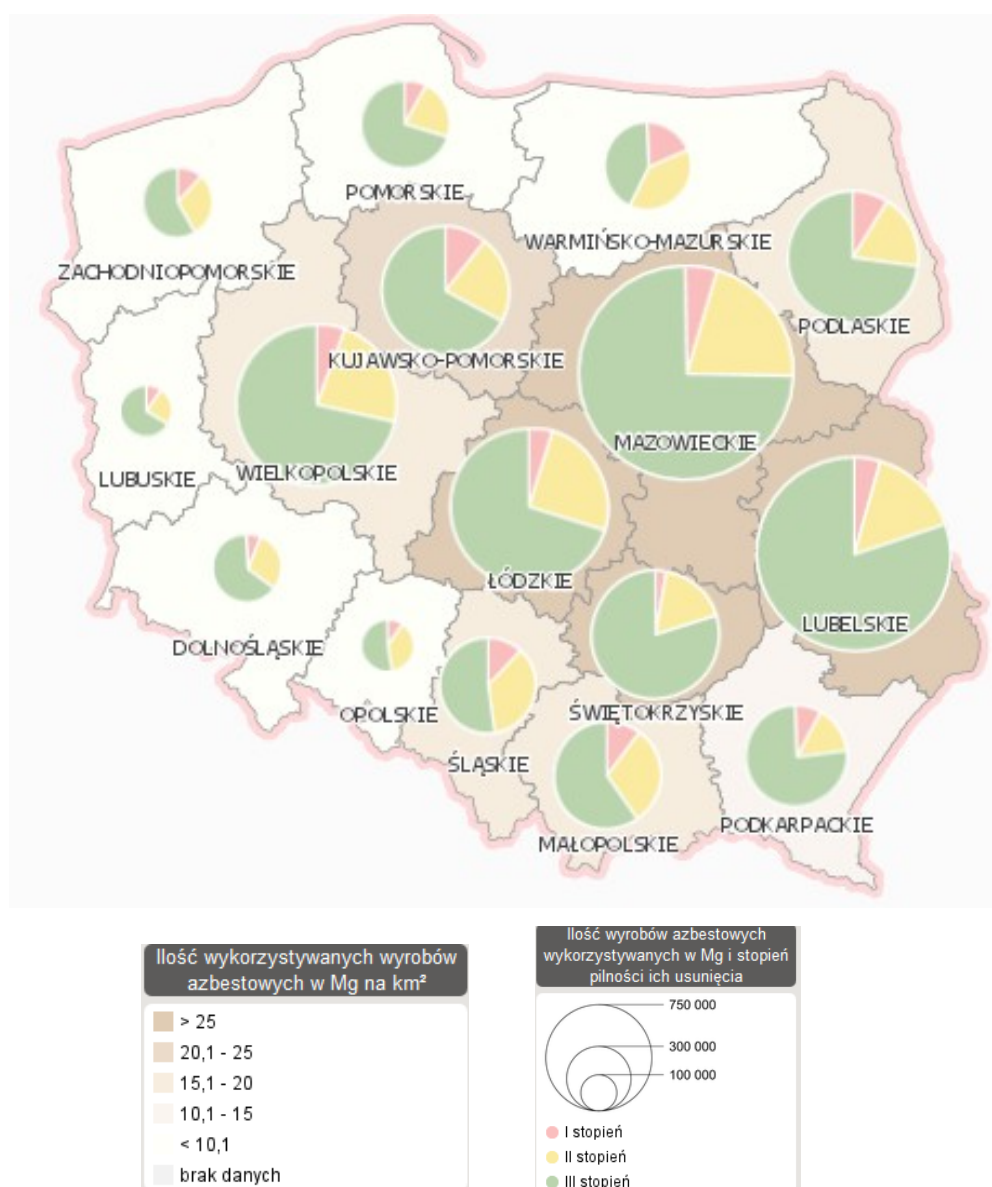 POMORSKIE
WARMIŃSKO-MAZURSKIE
ZACHODNIOPOMORSKIE
PODLASKIE
KUJAWSKO-POMORSKIE
MAZOWIECKIE
WIELKOPOLSKIE
LUBUSKIE
ŁÓDZKIE
LUBELSKIE
DOLNOŚLĄSKIE
OPOLSKIE
ŚWIĘTOKRZYSKIE
ŚLĄSKIE
PODKARPACKIE
MAŁOPOLSKIE
Ilość wykorzystywanych wyrobów
azbestowych w Mg na km²
> 25
20,1 - 25
15,1 - 20
10,1 - 15
< 10,1
brak danych
Ilość wyrobów azbestowych
wykorzystywanych w Mg i stopień
pilności ich usunięcia
750 000
300 000
100 000
I stopień
II stopień
III stopień